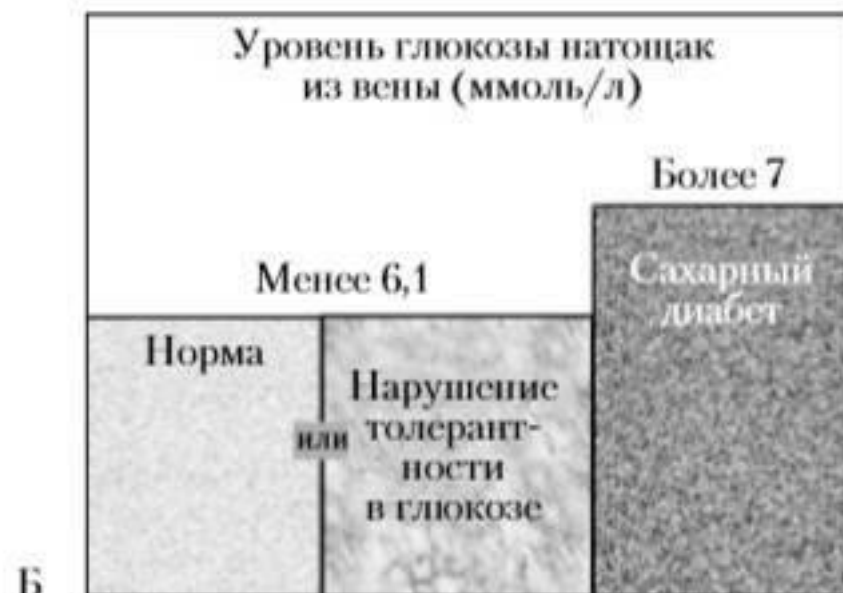 Уровень глюкозы натощак
из вены (ммоль/л)
Более 7
Менее 6,1
Сахарный
диабет
Норма
или
Нарушение
толерант-
ности
в глюкозе
Б